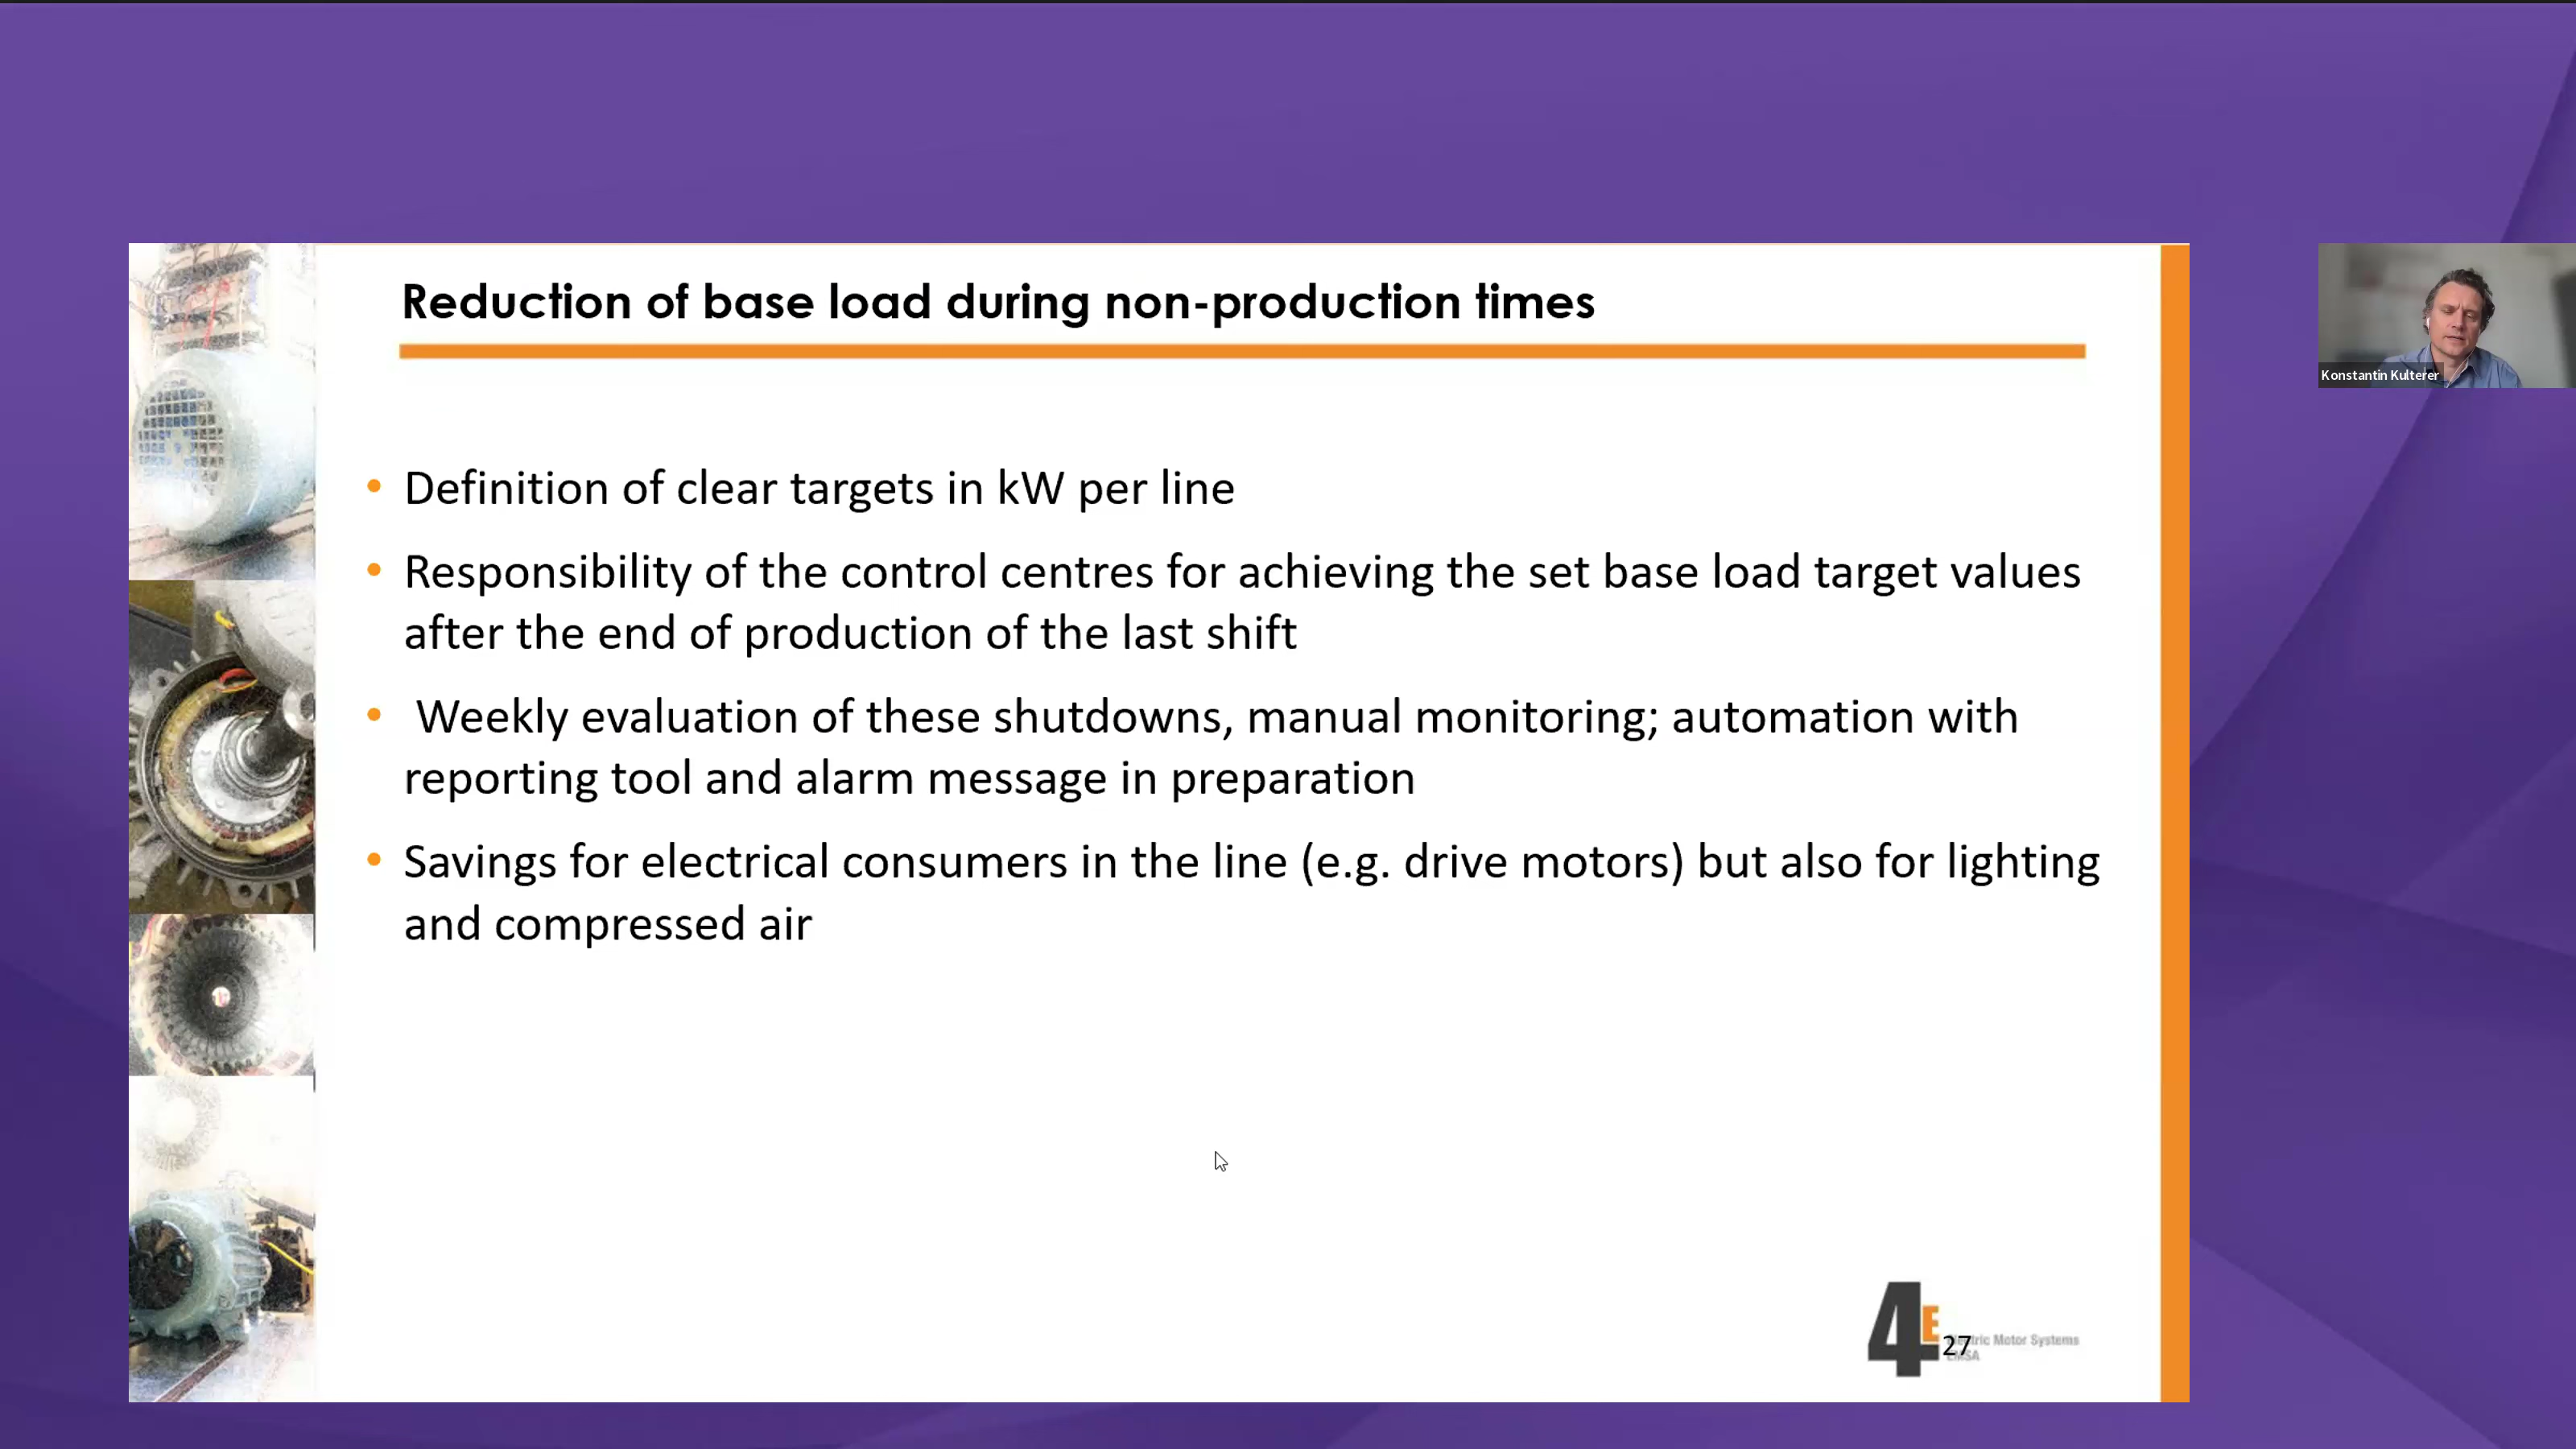 Reduction of base load during non-production times
Konstantin Kulterer
• Definition of clear targets in kW per line
• Responsibility of the control centres for achieving the set base load target values
after the end of production of the last shift
• Weekly evaluation of these shutdowns, manual monitoring; automation with
reporting tool and alarm message in preparation
• Savings for electrical consumers in the line (e.g. drive motors) but also for lighting
and compressed air
4E
27
Motor Systems